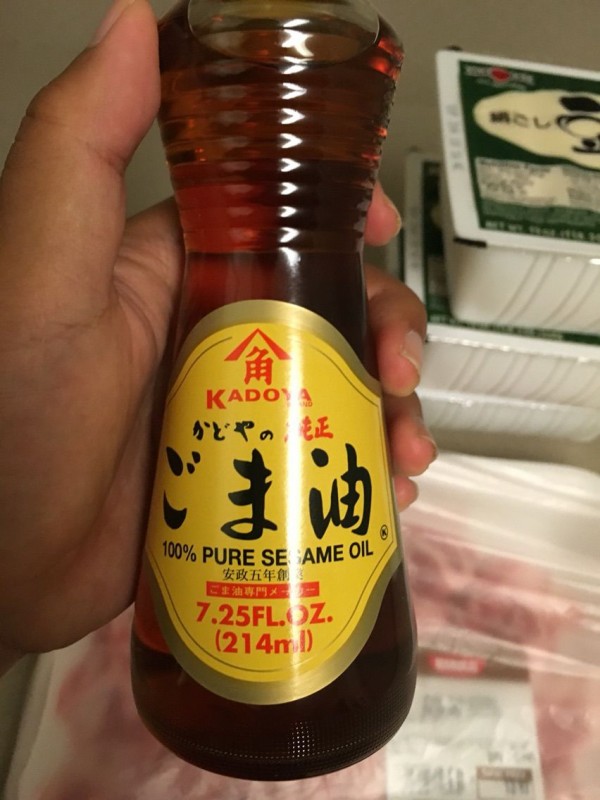 角
KADOYA
BRAND
かどやの 純正
ごま油
100% PURE SESAME OIL
K
安政五年創業
ごま油専門メーカー
7.25FL.OZ.
(214ml)
絹ごし